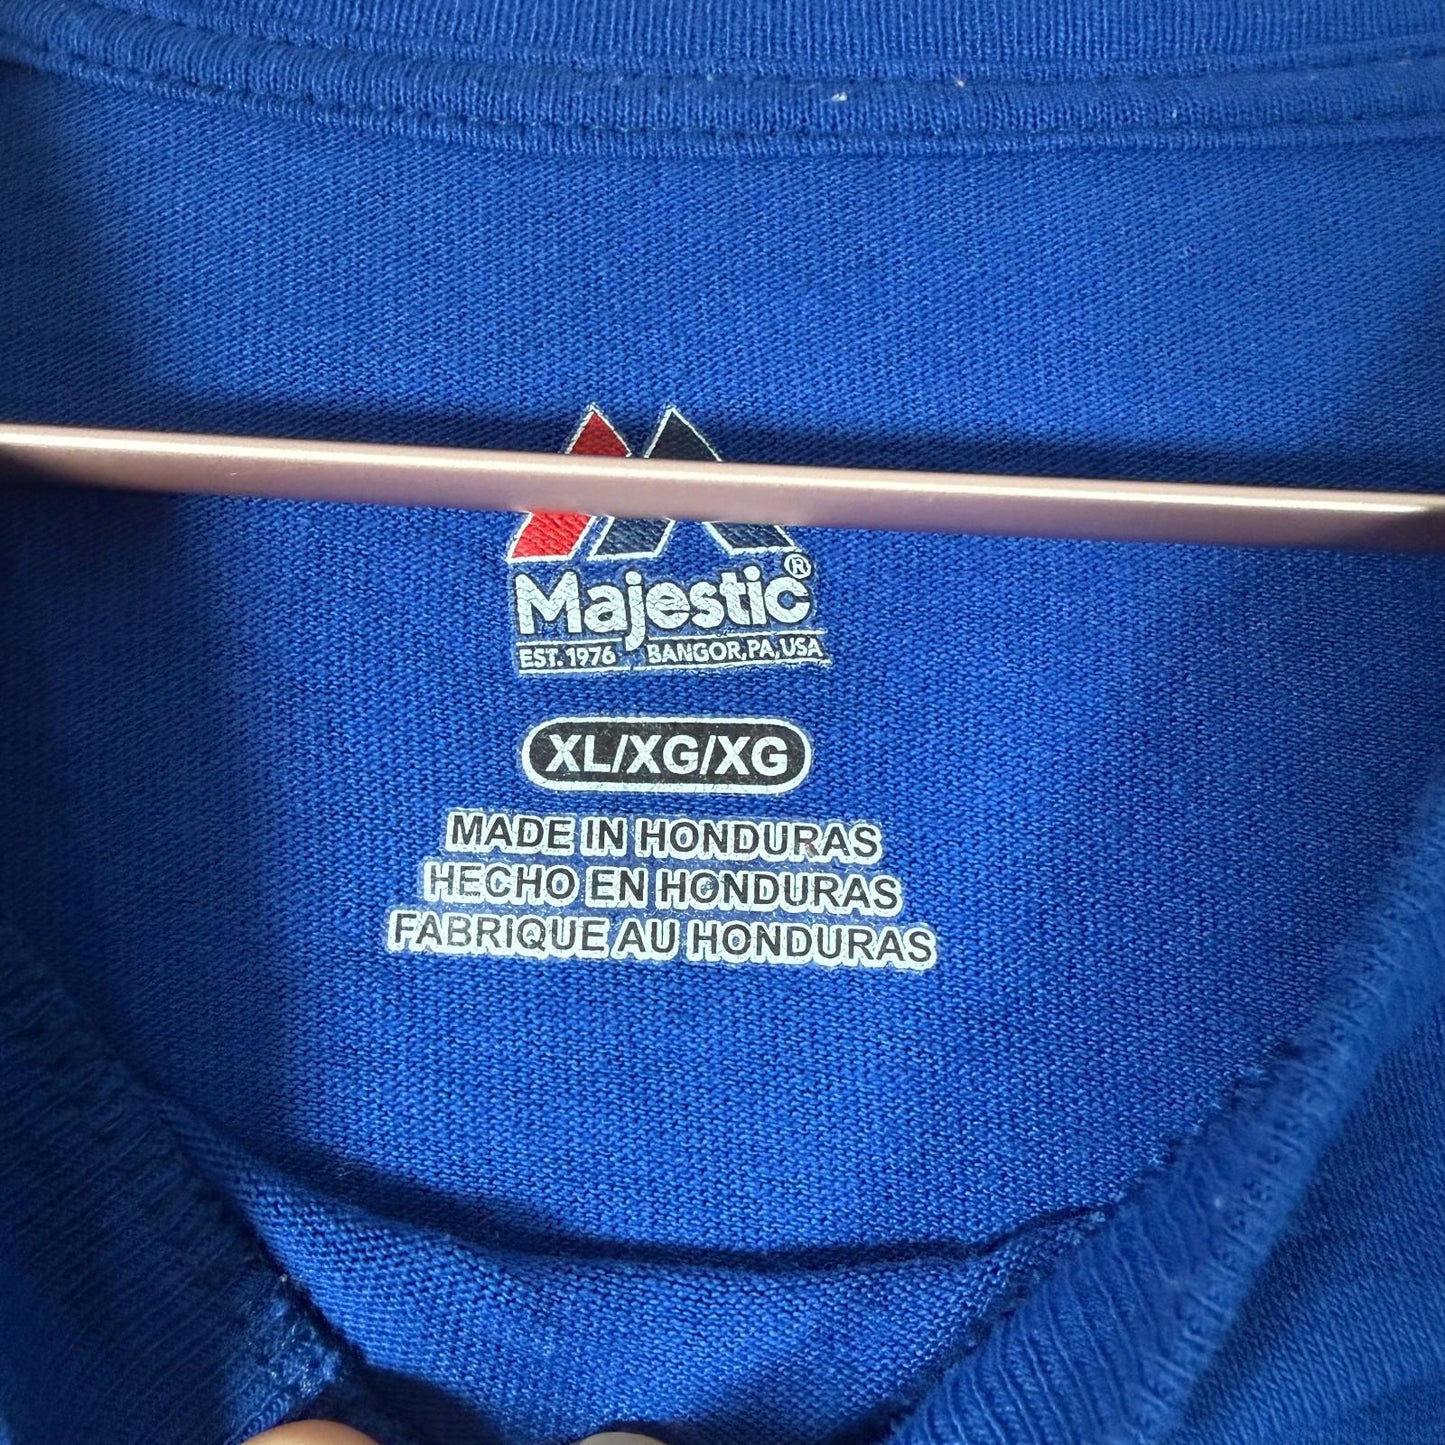 Majestic®
EST. 1976 BANGOR, PA, USA
XL/XG/XG
MADE IN HONDURAS
HECHO EN HONDURAS
FABRIQUE AU HONDURAS